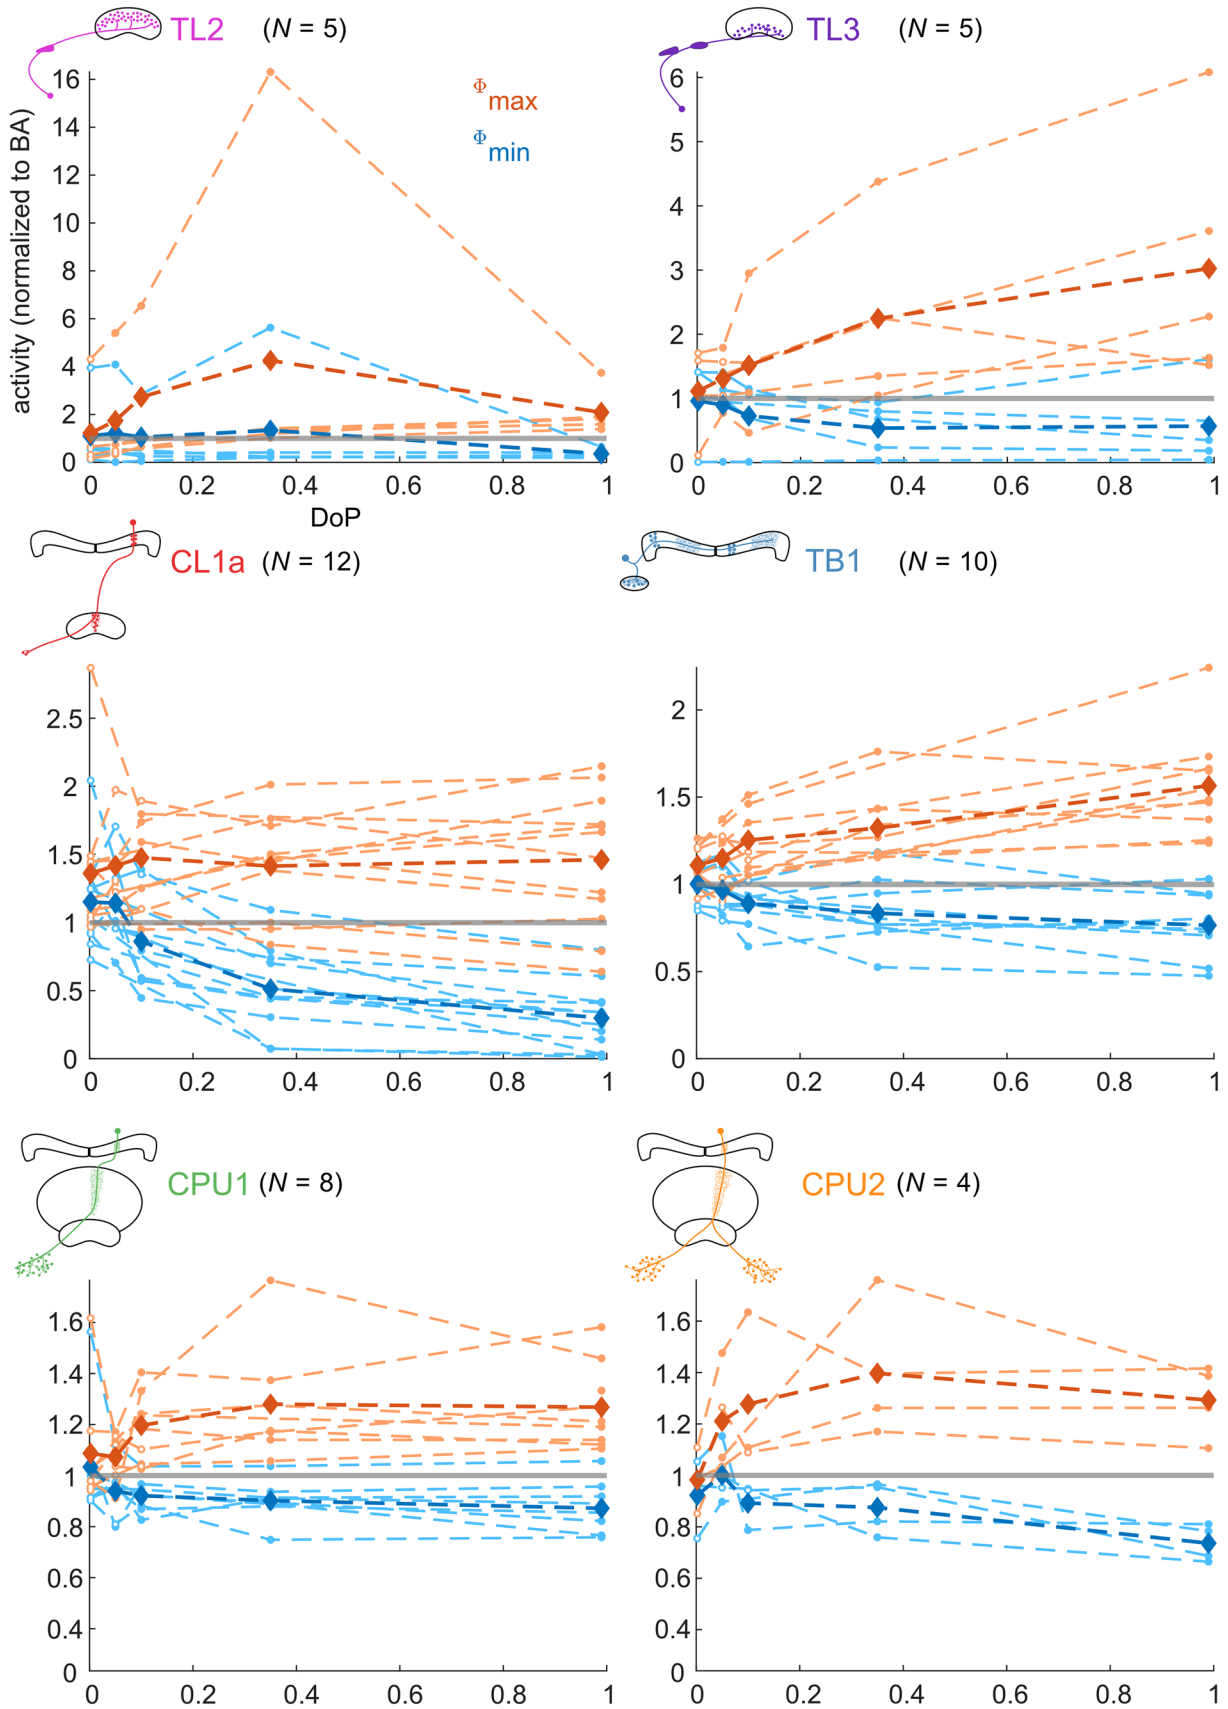 TL2 (N = 5)
TL3 (N = 5)
activity (normalized to BA)
16
14
12
10
8
6
4
2
0
Φmax
Φmin
0 0.2 0.4 0.6 0.8 1
DoP
6
5
4
3
2
1
0
0 0.2 0.4 0.6 0.8 1
CL1a (N = 12)
TB1 (N = 10)
2.5
2
1.5
1
0.5
0
0 0.2 0.4 0.6 0.8 1
2
1.5
1
0.5
0
0 0.2 0.4 0.6 0.8 1
CPU1 (N = 8)
CPU2 (N = 4)
1.6
1.4
1.2
1
0.8
0.6
0.4
0
0 0.2 0.4 0.6 0.8 1
1.6
1.4
1.2
1
0.8
0.6
0.4
0
0 0.2 0.4 0.6 0.8 1